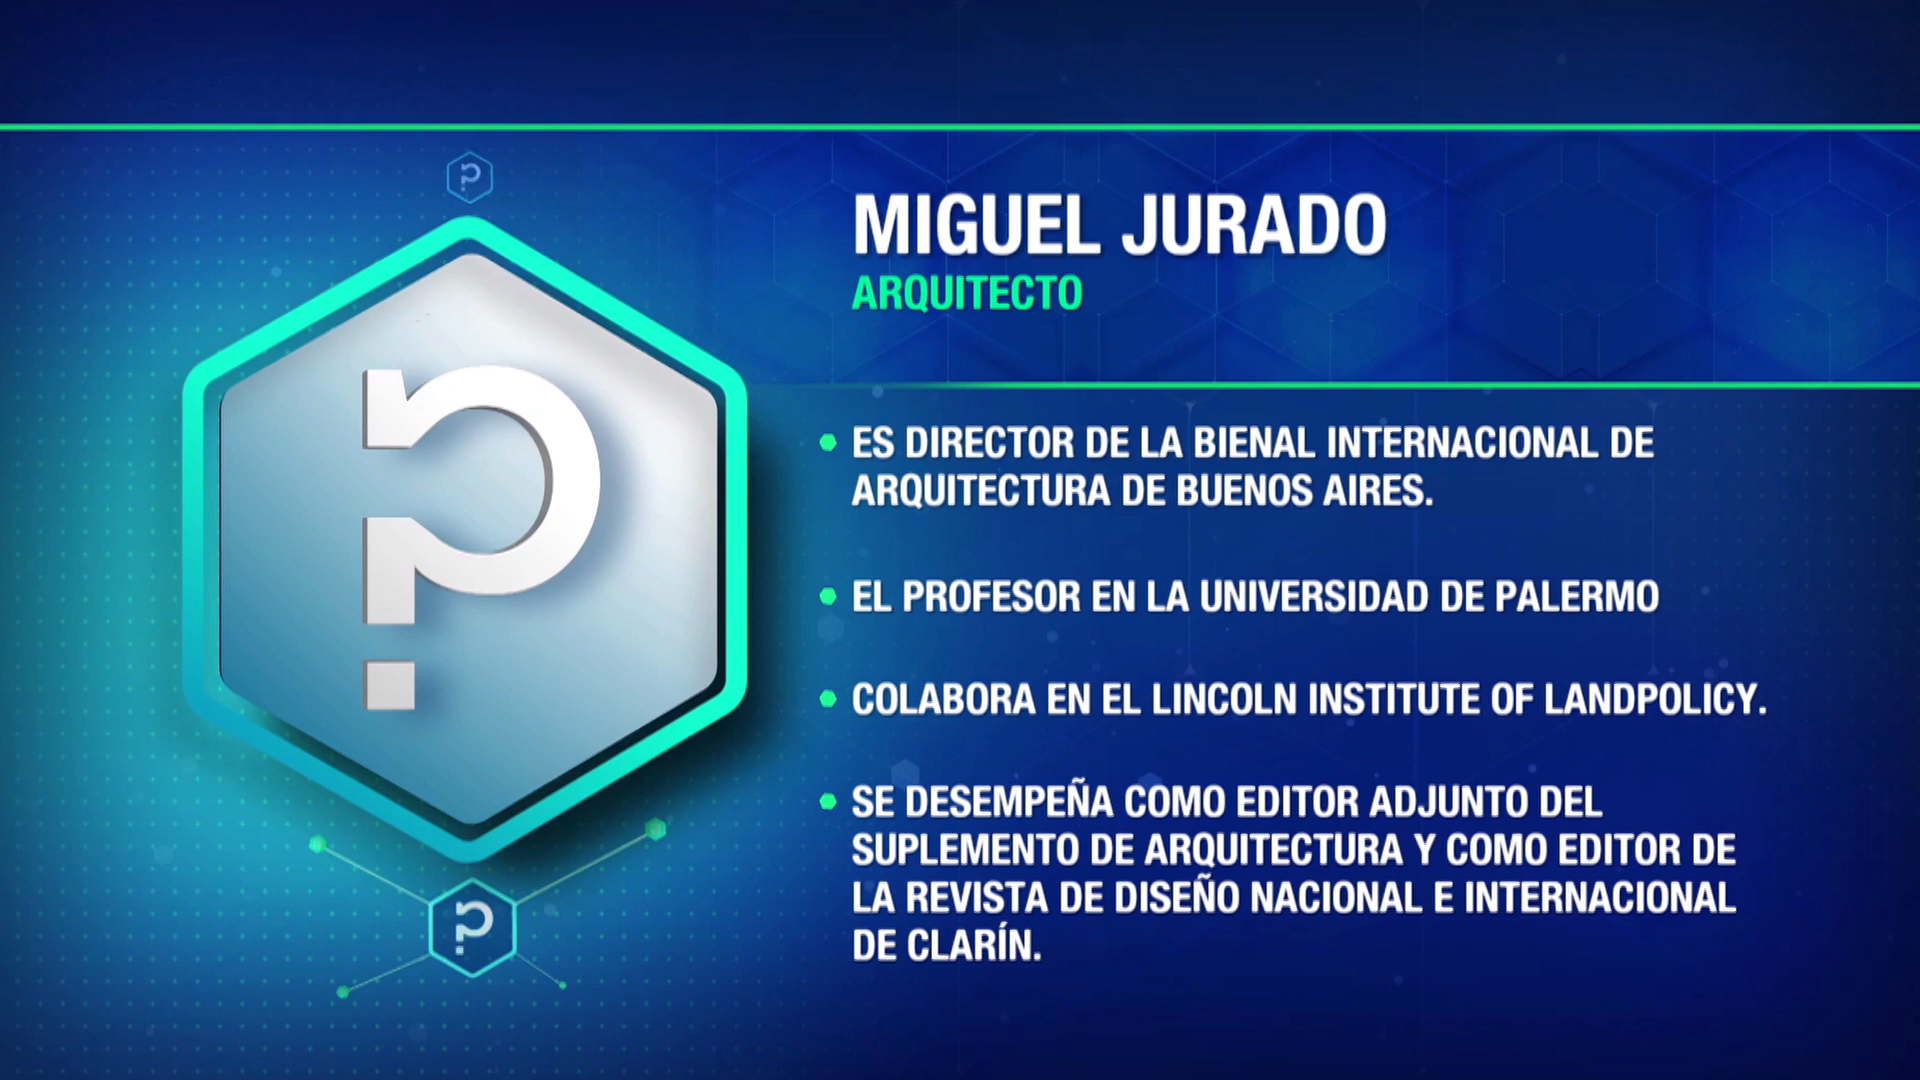 MIGUEL JURADO
ARQUITECTO
ES DIRECTOR DE LA BIENAL INTERNACIONAL DE
ARQUITECTURA DE BUENOS AIRES.
EL PROFESOR EN LA UNIVERSIDAD DE PALERMO
COLABORA EN EL LINCOLN INSTITUTE OF LANDPOLICY.
SE DESEMPEÑA COMO EDITOR ADJUNTO DEL
SUPLEMENTO DE ARQUITECTURA Y COMO EDITOR DE
LA REVISTA DE DISEÑO NACIONAL E INTERNACIONAL
DE CLARÍN.